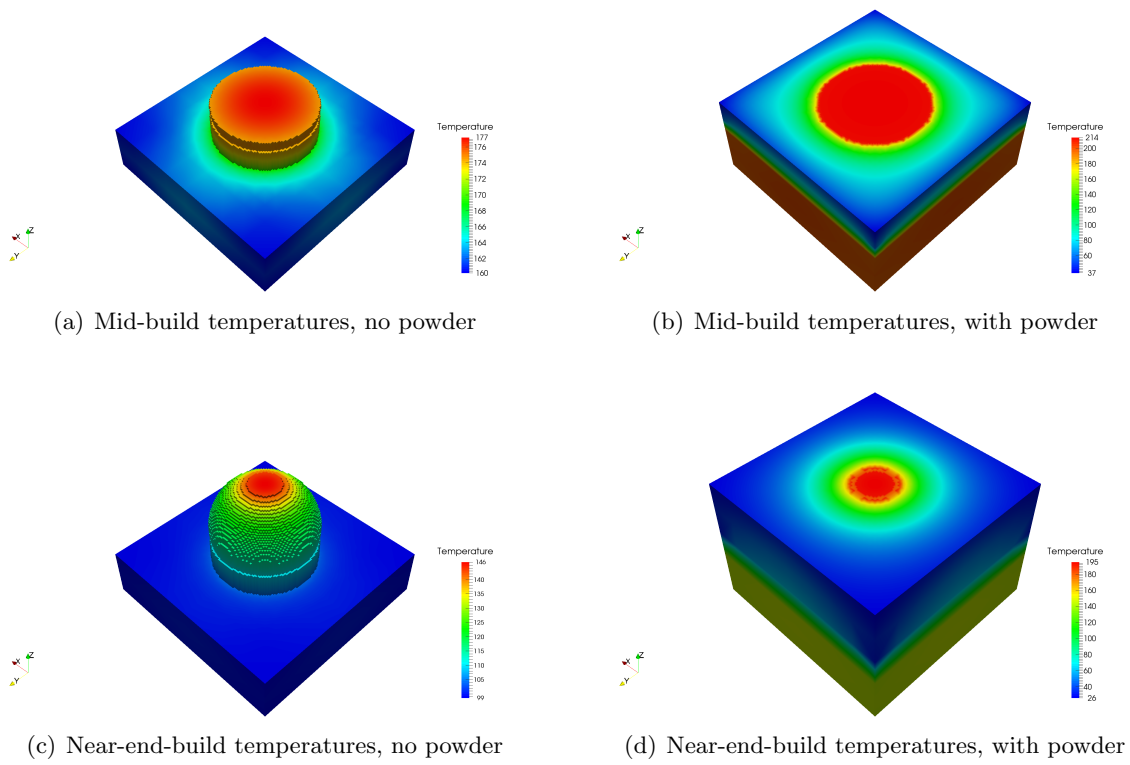 Temperature
177
176
174
172
170
168
166
164
162
160
X
Z
Y
(a) Mid-build temperatures, no powder
Temperature
214
200
180
160
140
120
100
80
60
37
X
Z
Y
(b) Mid-build temperatures, with powder
Temperature
146
140
135
130
125
120
115
110
105
99
X
Z
Y
(c) Near-end-build temperatures, no powder
Temperature
195
180
160
140
120
100
80
60
40
26
X
Z
Y
(d) Near-end-build temperatures, with powder